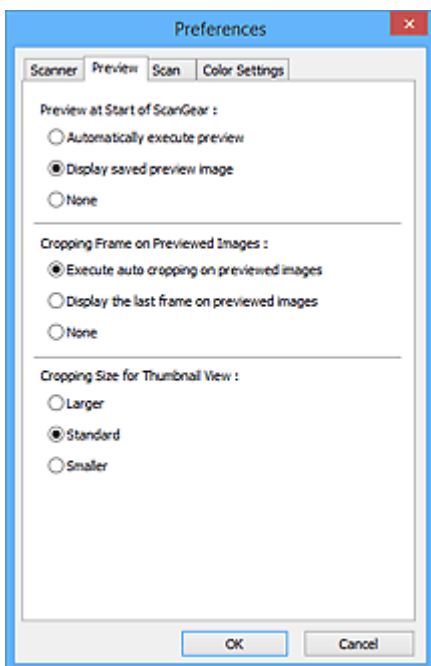 Preferences
Scanner Preview Scan Color Settings
Preview at Start of ScanGear :
Automatically execute preview
Display saved preview image
None
Cropping Frame on Previewed Images :
Execute auto cropping on previewed images
Display the last frame on previewed images
None
Cropping Size for Thumbnail View :
Larger
Standard
Smaller
OK Cancel